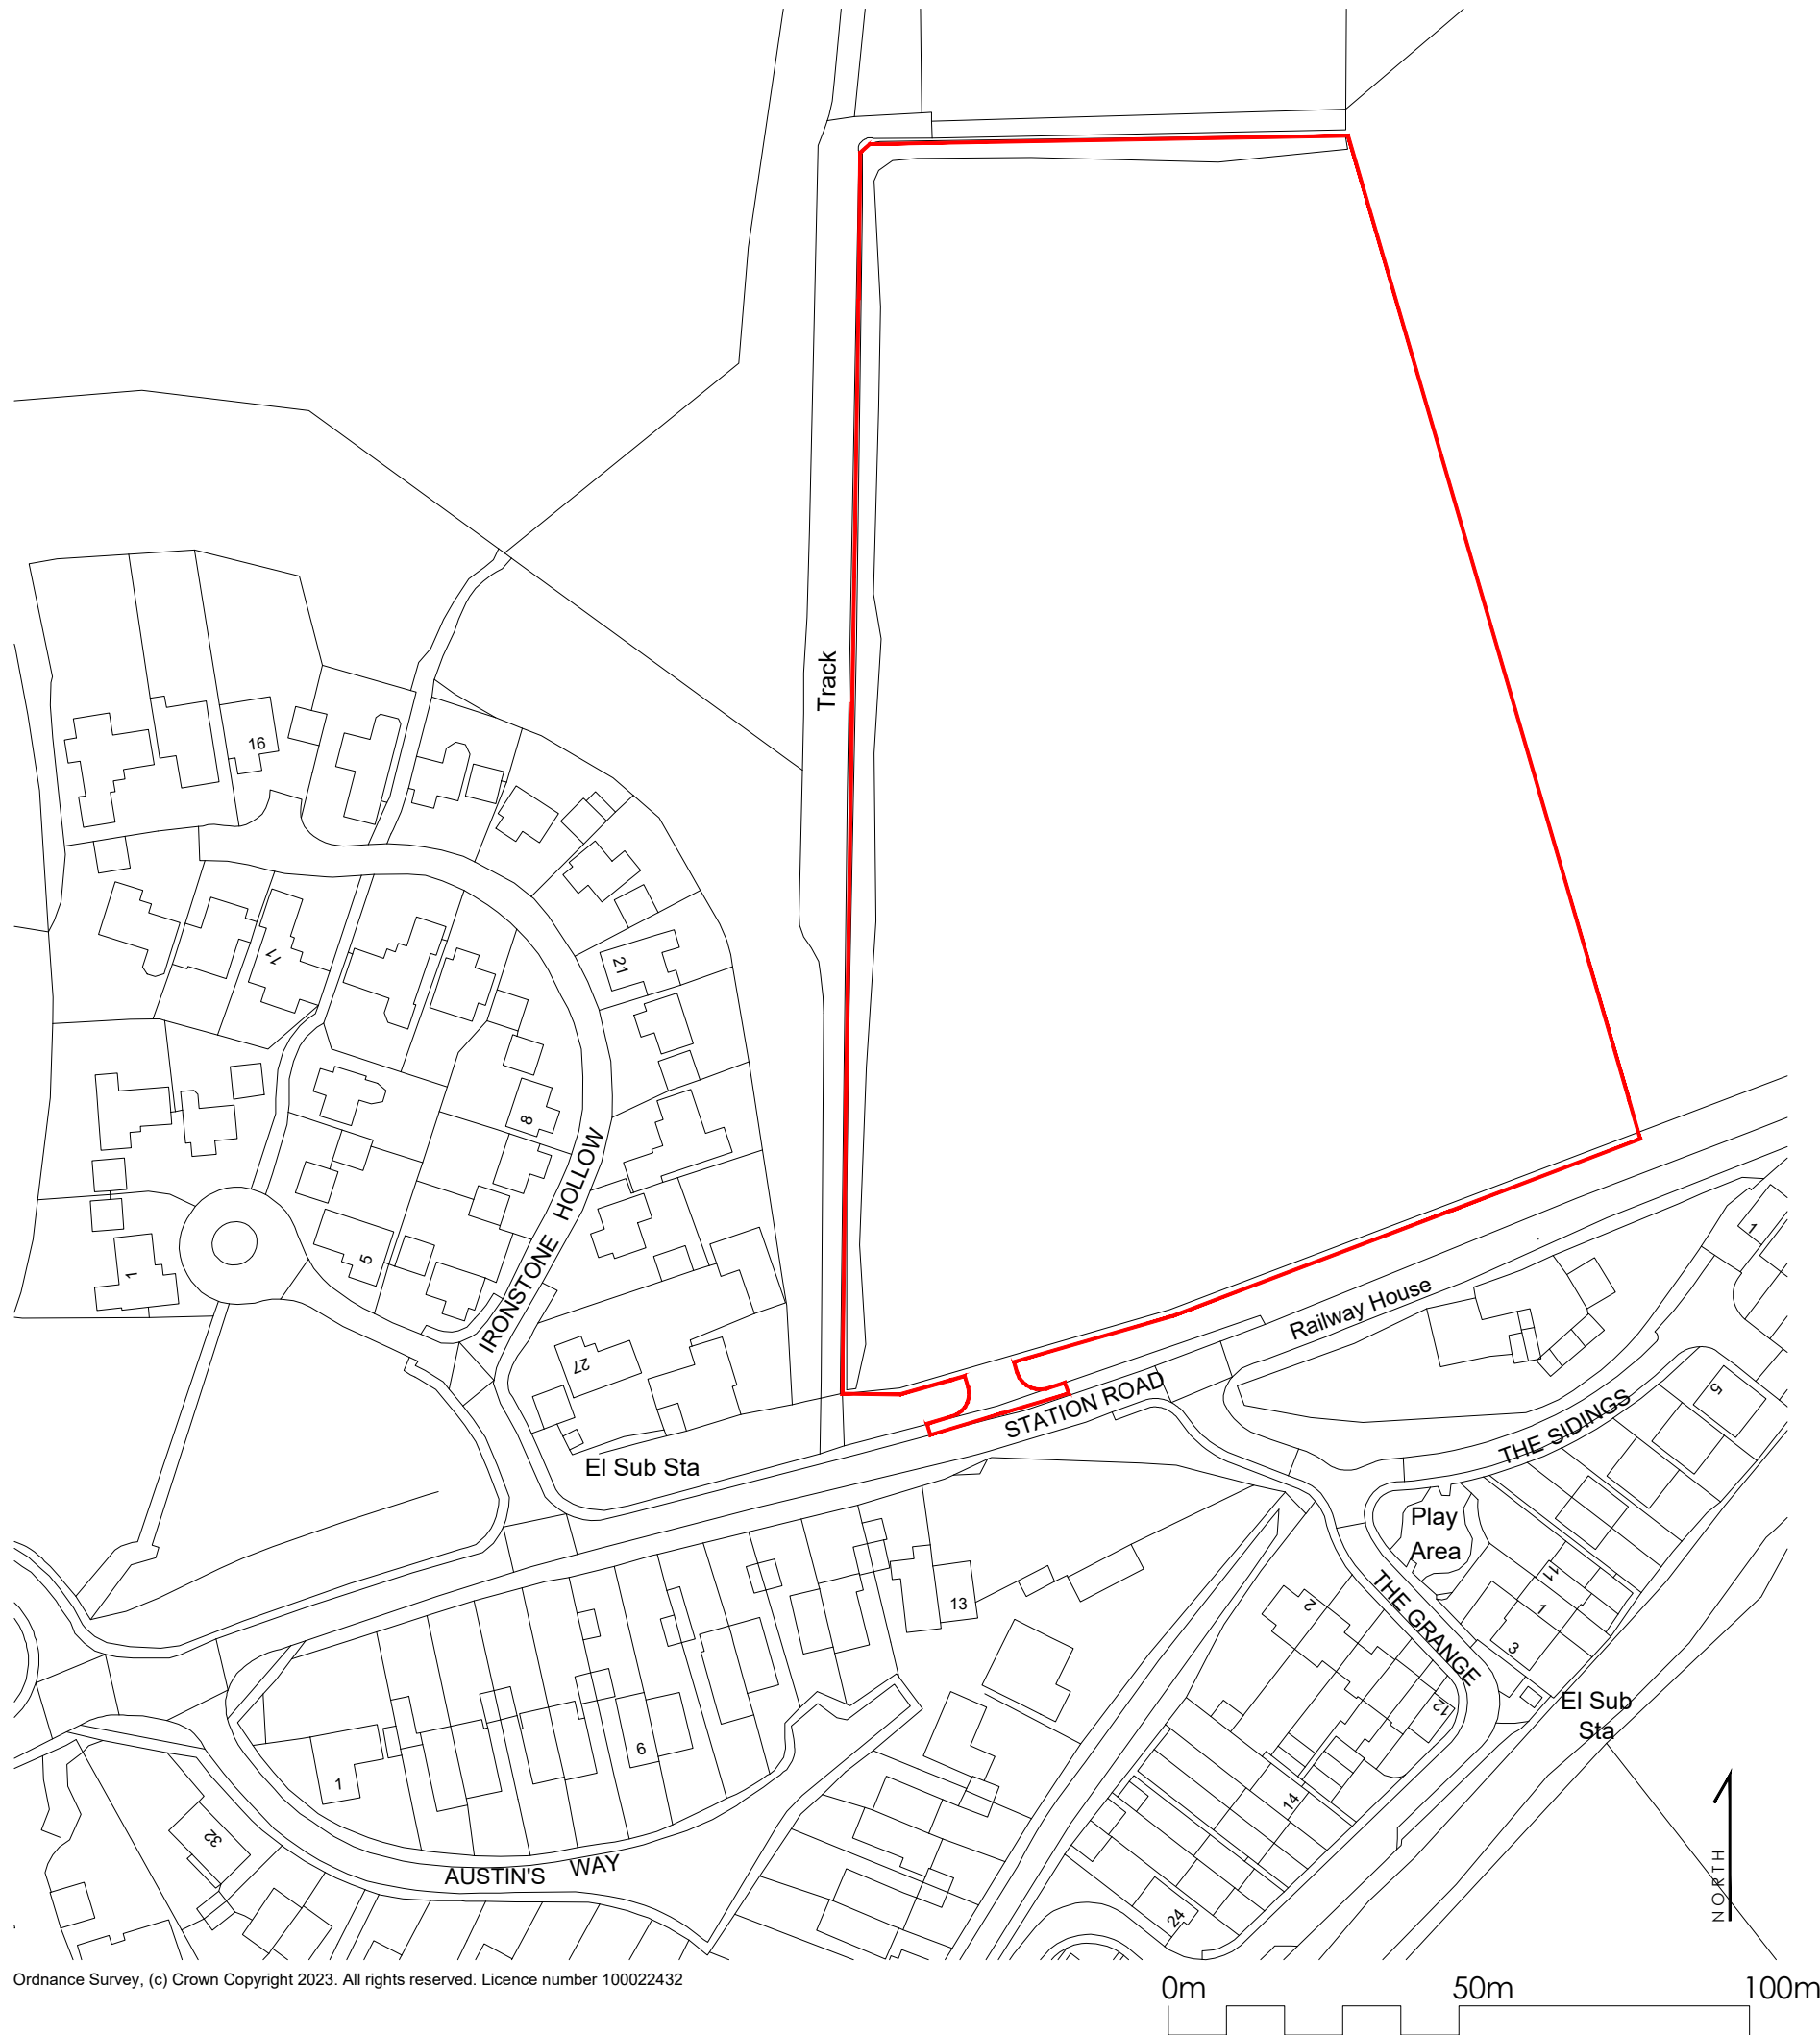 Track
16
21
11
8
IRONSTONE HOLLOW
5
1
27
El Sub Sta
STATION ROAD
Railway House
1
5
THE SIDINGS
Play
Area
THE GRANGE
11
1
3
2
12
El Sub
Sta
13
6
1
14
32
AUSTIN'S WAY
24
NORTH
Ordnance Survey, (c) Crown Copyright 2023. All rights reserved. Licence number 100022432
0m 50m 100m